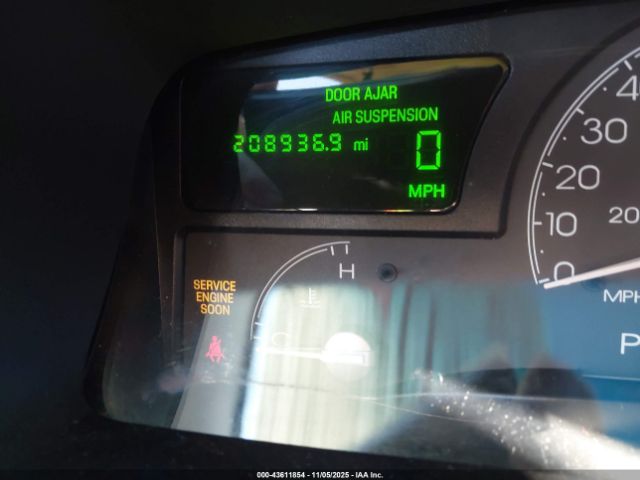 DOOR AJAR
AIR SUSPENSION
208936.9 mi
0
MPH
40
30
20
10
0
20
MPH
H
C
SERVICE
ENGINE
SOON
P
000-43611854 - 11/05/2025 - IAA Inc.